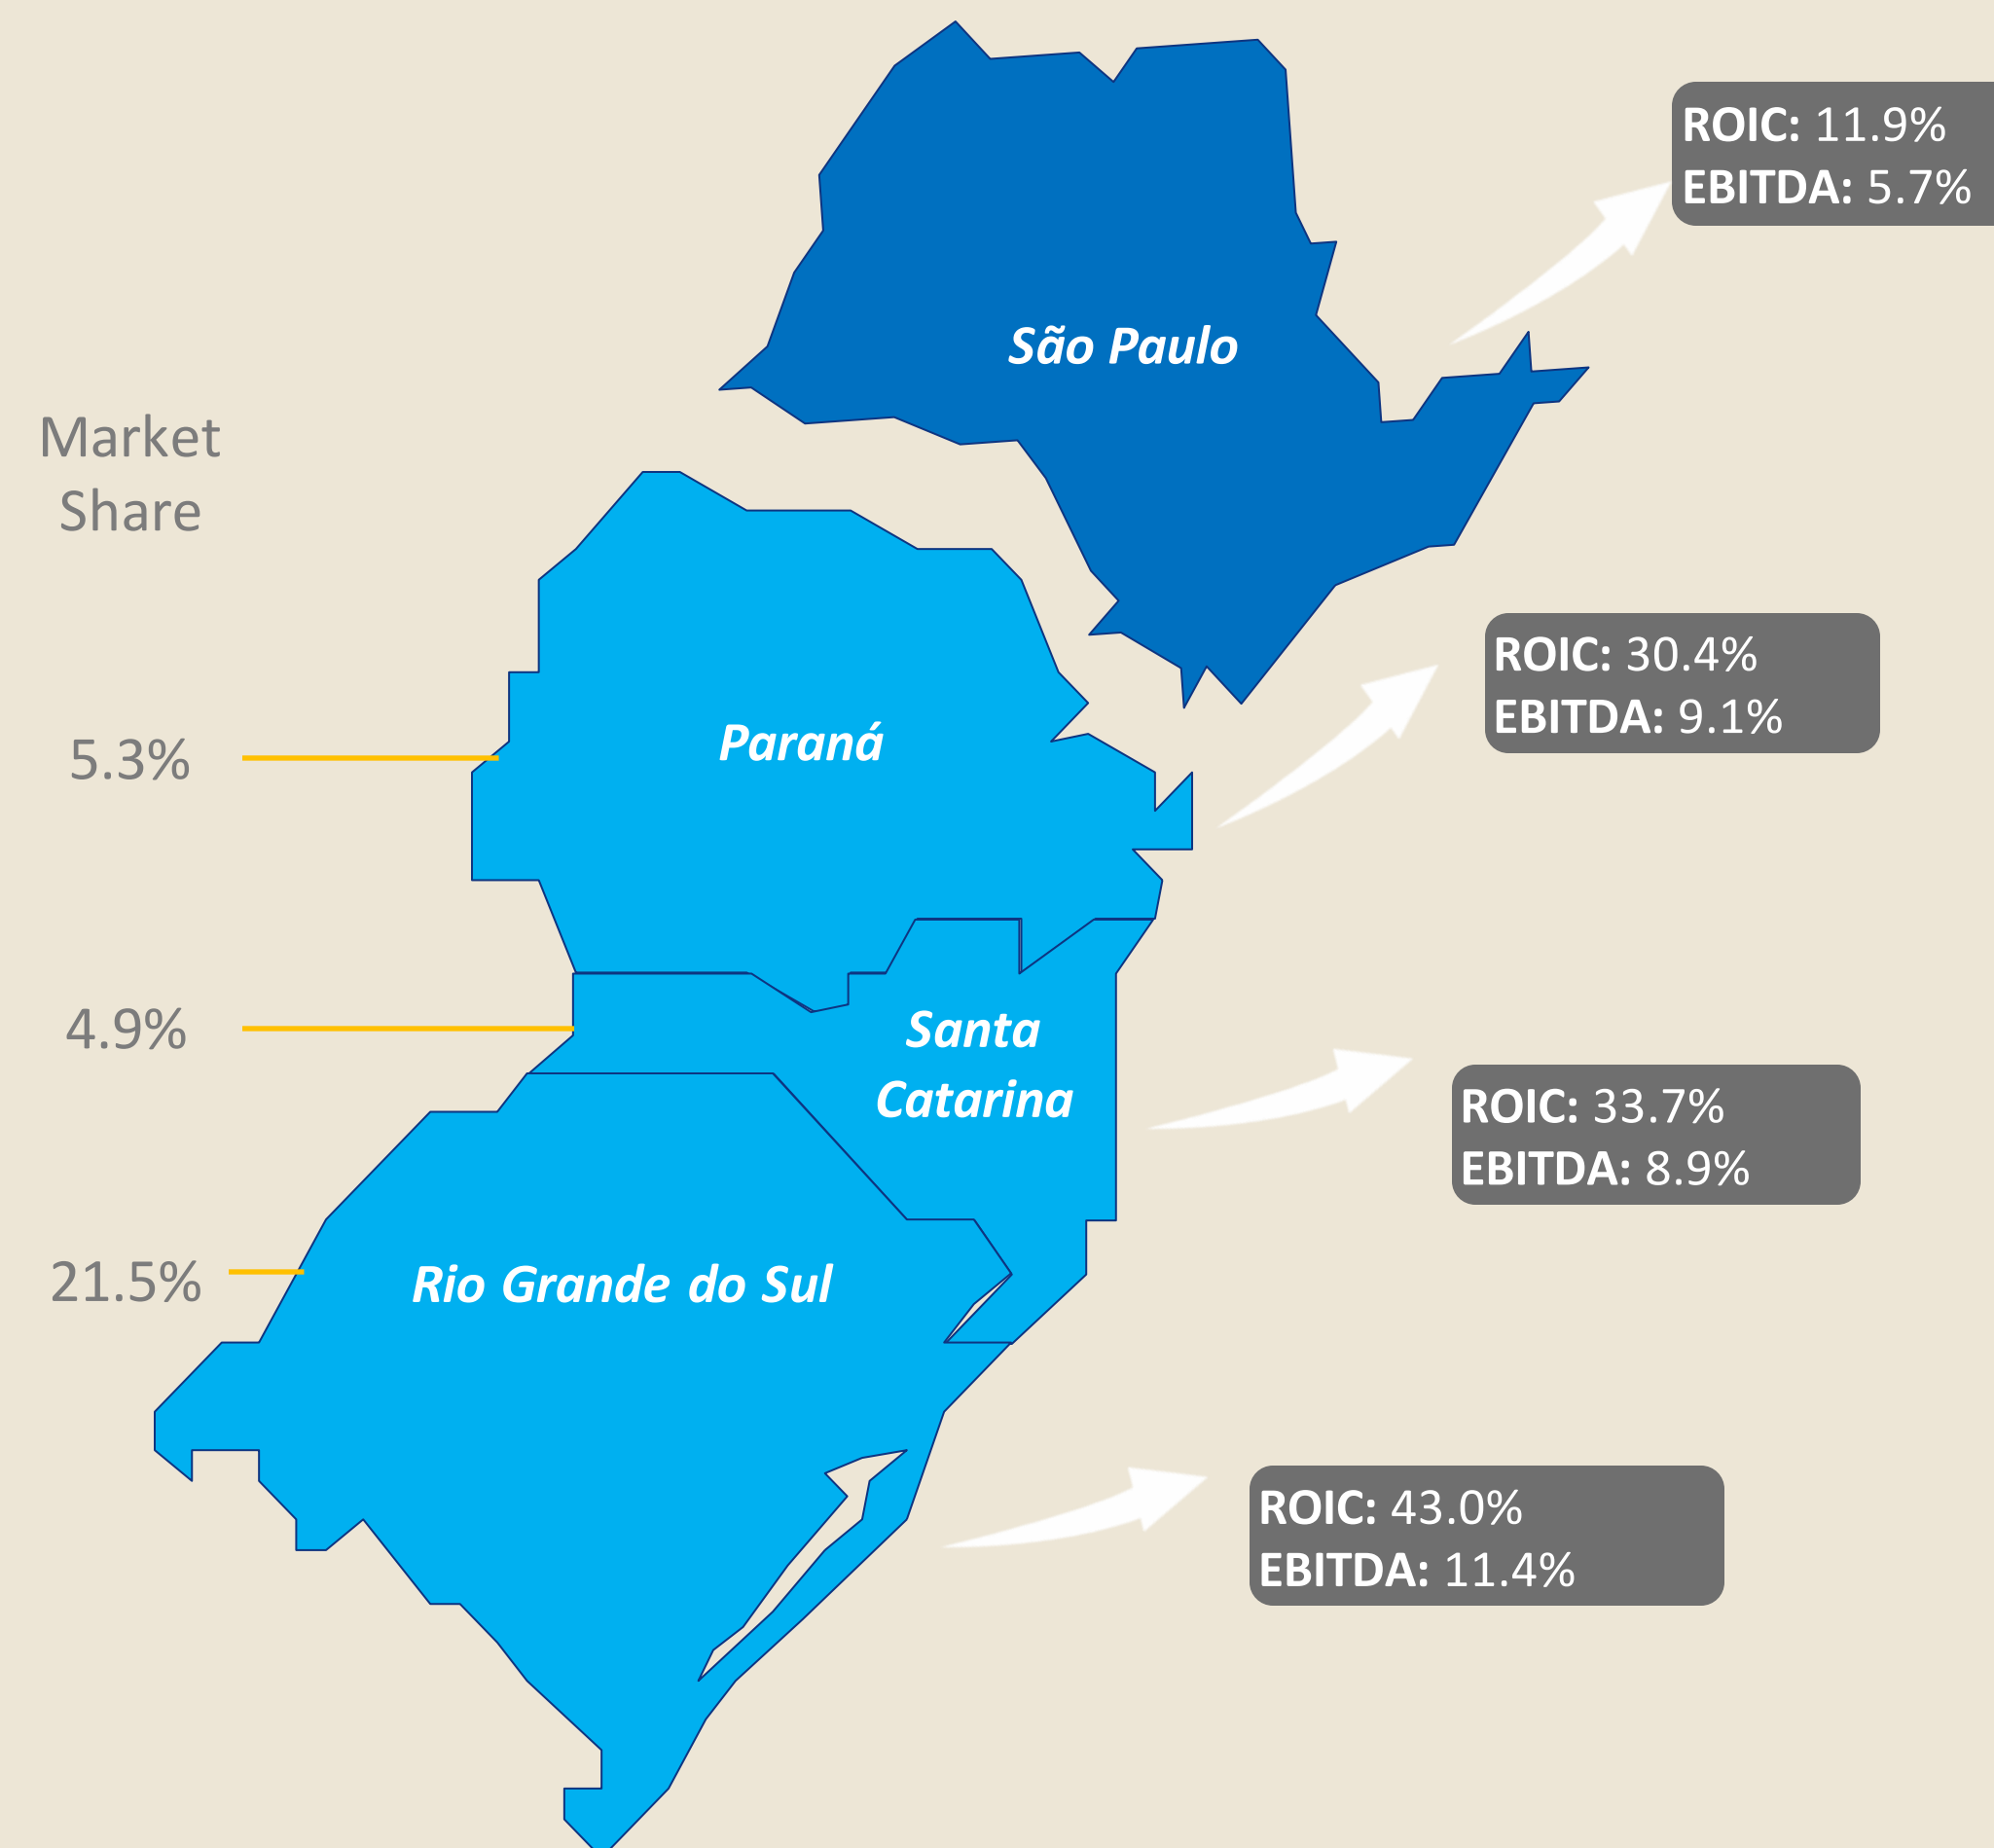 ROIC: 11.9%
EBITDA: 5.7%
São Paulo
Market
Share
ROIC: 30.4%
EBITDA: 9.1%
Paraná
5.3%
4.9%
Santa
Catarina
ROIC: 33.7%
EBITDA: 8.9%
21.5%
Rio Grande do Sul
ROIC: 43.0%
EBITDA: 11.4%